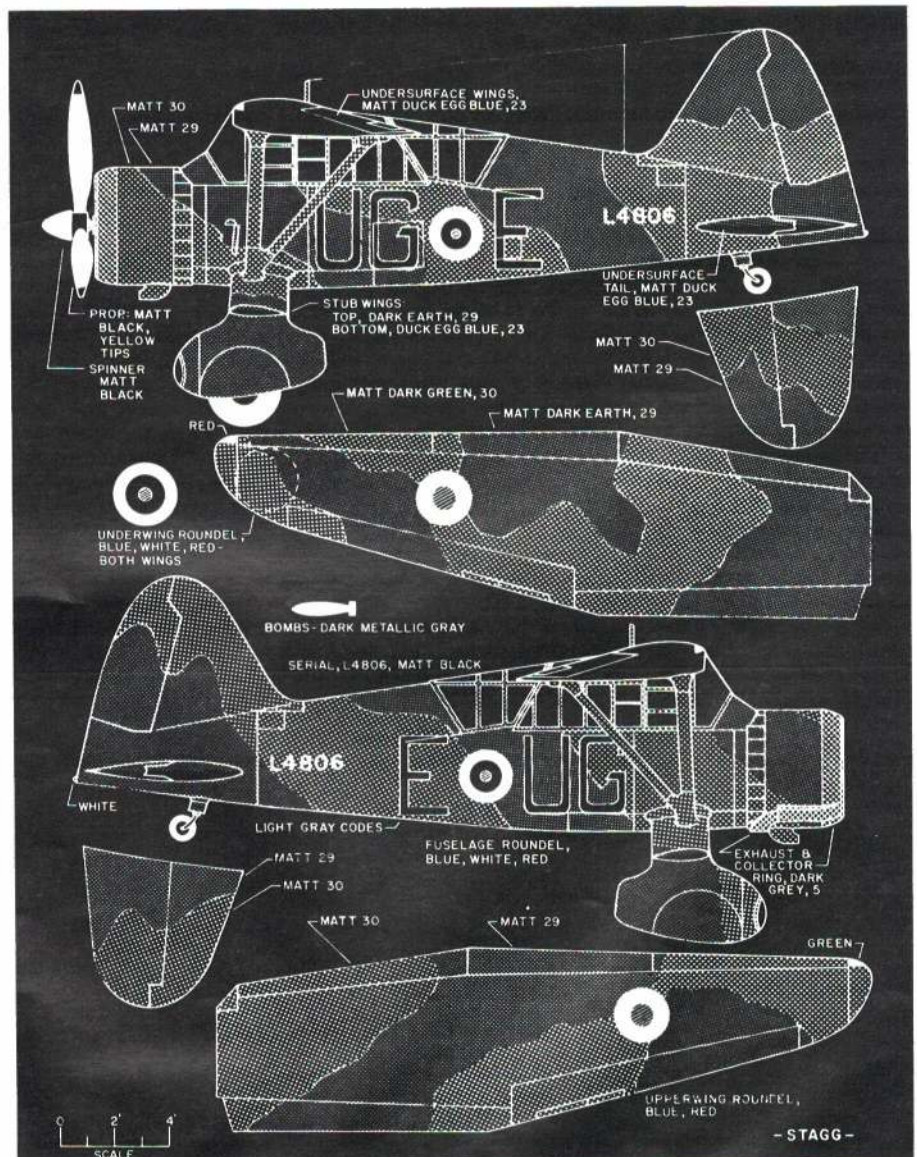 MATT 30
MATT 29
UNDERSURFACE WINGS,
MATT DUCK EGG BLUE, 23
UG E
L4806
UNDERSURFACE
TAIL, MATT DUCK
EGG BLUE, 23
PROP: MATT
BLACK,
YELLOW
TIPS
SPINNER
MATT
BLACK
STUB WINGS:
TOP, DARK EARTH, 29
BOTTOM, DUCK EGG BLUE, 23
MATT 30
MATT 29
MATT DARK GREEN, 30
MATT DARK EARTH, 29
RED
UNDERWING ROUNDEL,
BLUE, WHITE, RED-
BOTH WINGS
BOMBS-DARK METALLIC GRAY
SERIAL, L4806, MATT BLACK
L4806
E UG
WHITE
LIGHT GRAY CODES
FUSELAGE ROUNDEL,
BLUE, WHITE, RED
EXHAUST &
COLLECTOR
RING, DARK
GREY, 5
MATT 29
MATT 30
MATT 30
MATT 29
GREEN
UPPERWING ROUNDEL,
BLUE, RED
0 2' 4'
SCALE
-STAGG-